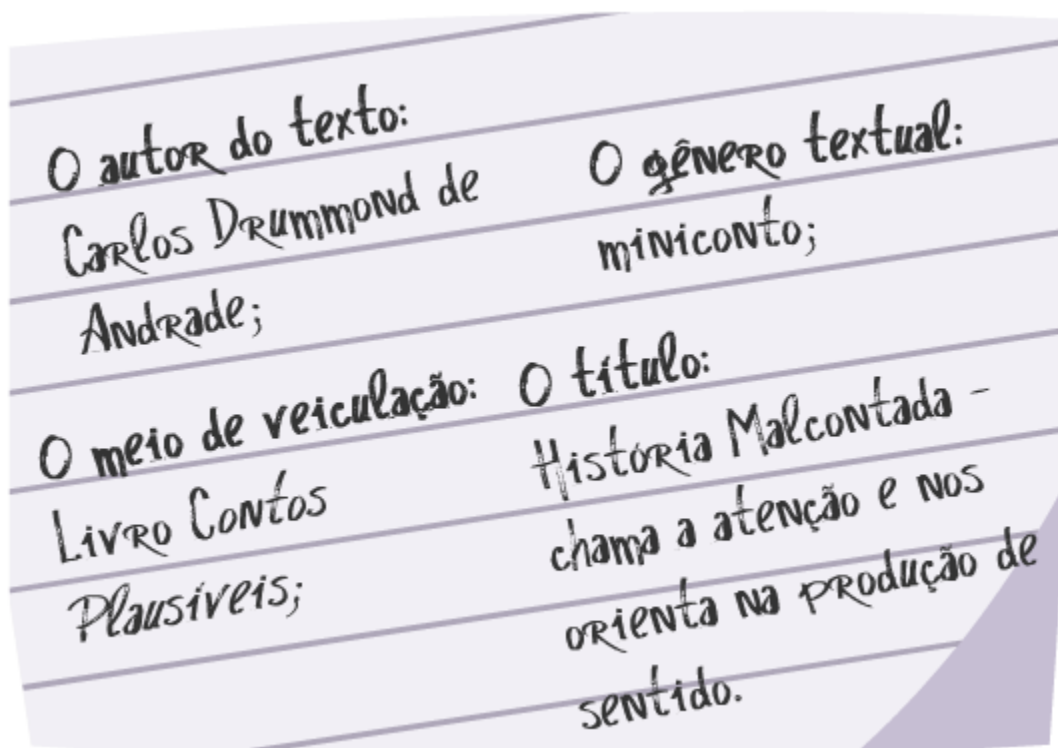 O autor do texto:
Carlos Drummond de
Andrade;
O gênero textual:
miniconto;
O meio de veiculação:
Livro Contos
Plausíveis;
O título:
História Malcontada -
chama a atenção e nos
orienta na produção de
sentido.